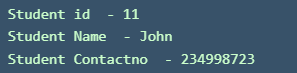 Student id  - 11
Student Name  - John
Student Contactno  - 234998723